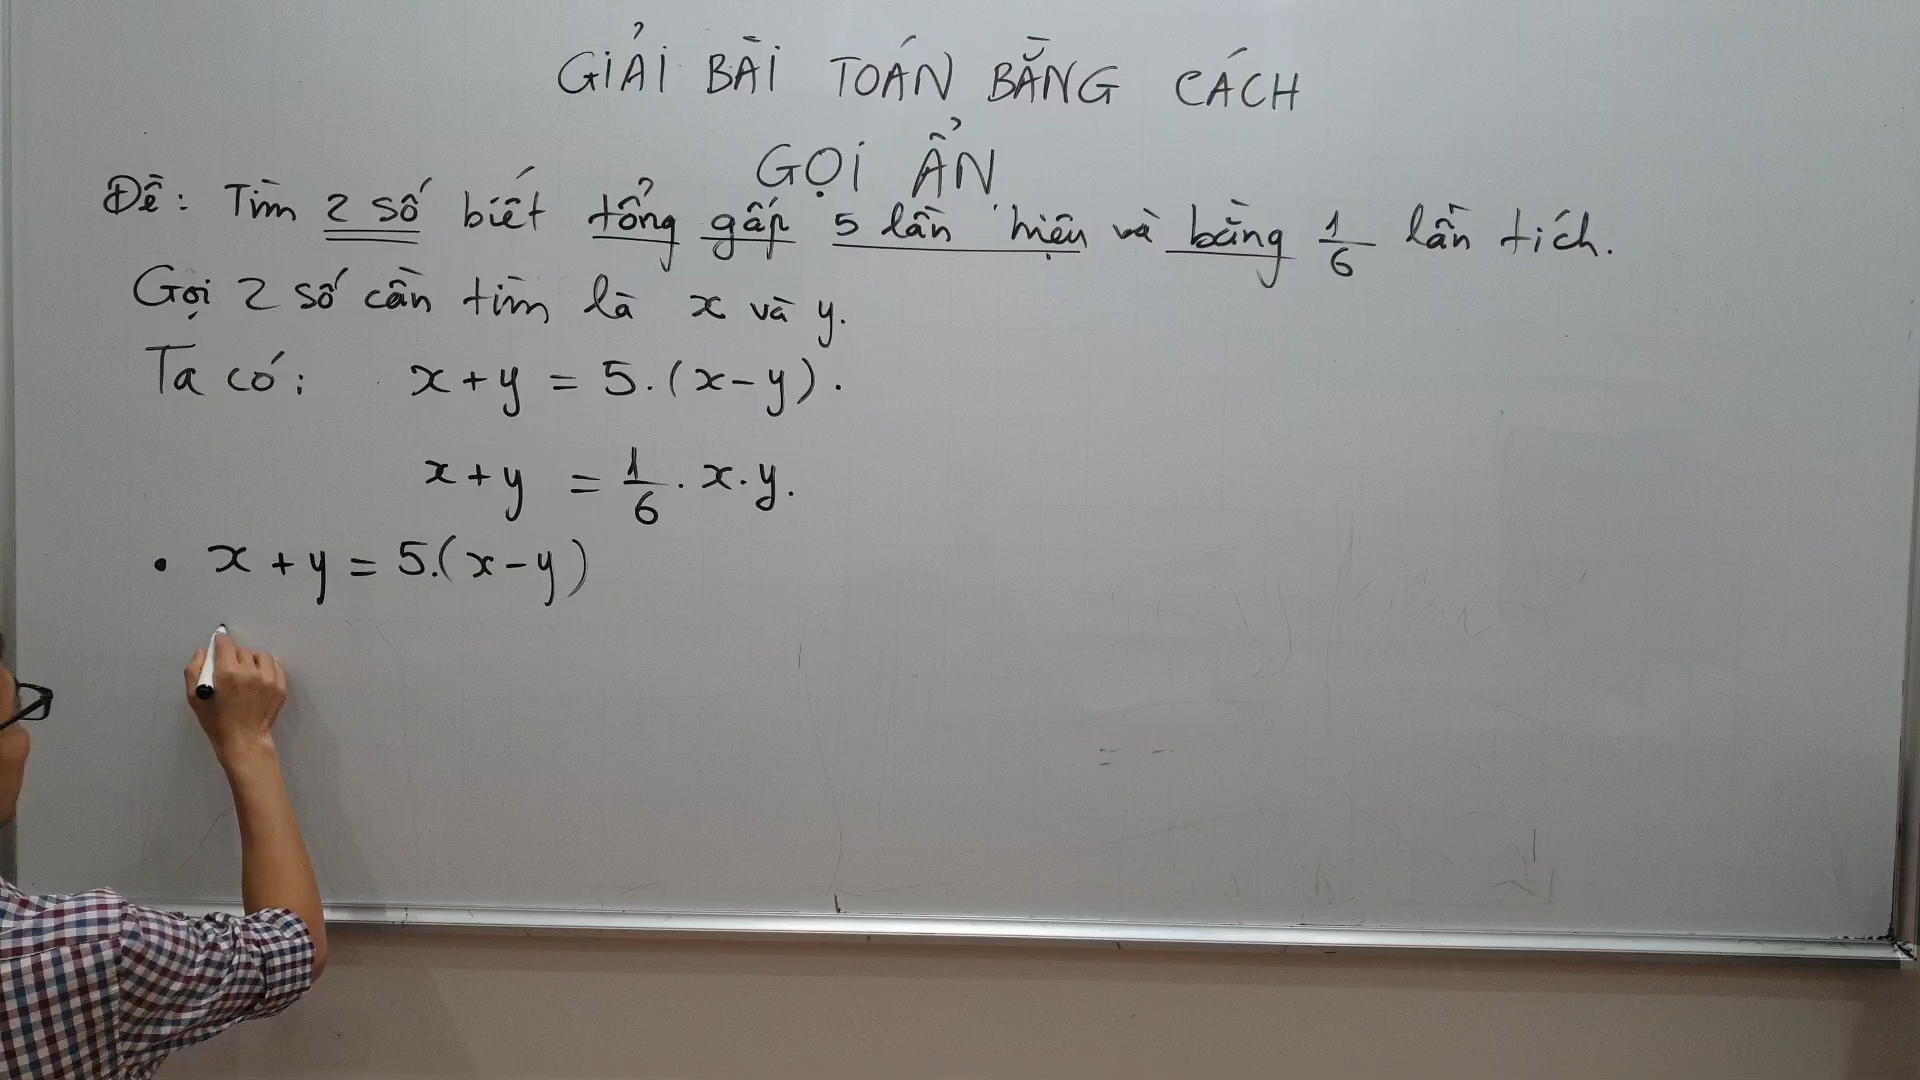 GIẢI BÀI TOÁN BẰNG CÁCH
GỌI ẨN
Đề: Tìm 2 số biết tổng gấp 5 lần hiệu và bằng 1/6 lần tích.
Gọi 2 số cần tìm là x và y.
Ta có: x + y = 5.(x - y).
x + y = 1/6 . x . y.
• x + y = 5.(x - y)